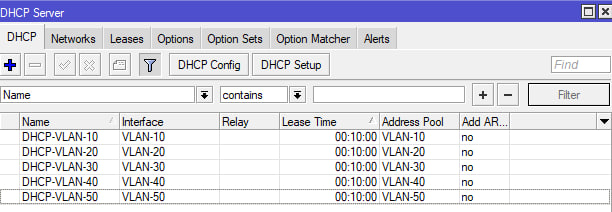 DHCP Server
DHCP Networks Leases Options Option Sets Option Matcher Alerts
DHCP Config DHCP Setup Find
Name contains Filter
Name Interface Relay Lease Time Address Pool Add AR...
DHCP-VLAN-10 VLAN-10 00:10:00 VLAN-10 no
DHCP-VLAN-20 VLAN-20 00:10:00 VLAN-20 no
DHCP-VLAN-30 VLAN-30 00:10:00 VLAN-30 no
DHCP-VLAN-40 VLAN-40 00:10:00 VLAN-40 no
DHCP-VLAN-50 VLAN-50 00:10:00 VLAN-50 no